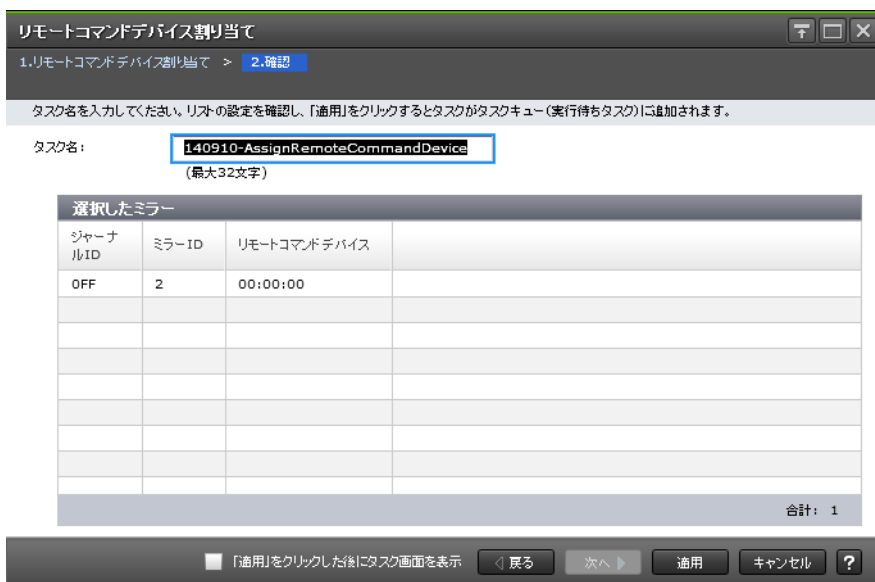 リモートコマンドデバイス割り当て
1.リモートコマンドデバイス割り当て > 2.確認
タスク名を入力してください。リストの設定を確認し、「適用」をクリックするとタスクがタスクキュー(実行待ちタスク)に追加されます。
タスク名: 140910-AssignRemoteCommandDevice
(最大32文字)
選択したミラー
ジャーナ
ルID ミラーID リモートコマンドデバイス
0FF 2 00:00:00
合計: 1
「適用」をクリックした後にタスク画面を表示 戻る 次へ 適用 キャンセル ?